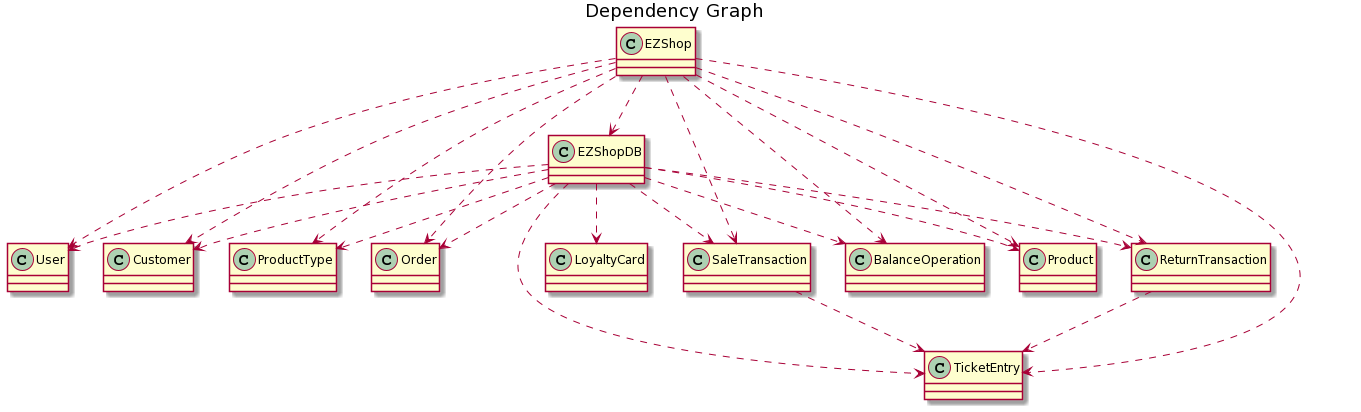 Dependency Graph
C EZShop
C EZShopDB
C User
C Customer
C ProductType
C Order
C LoyaltyCard
C SaleTransaction
C BalanceOperation
C Product
C ReturnTransaction
C TicketEntry